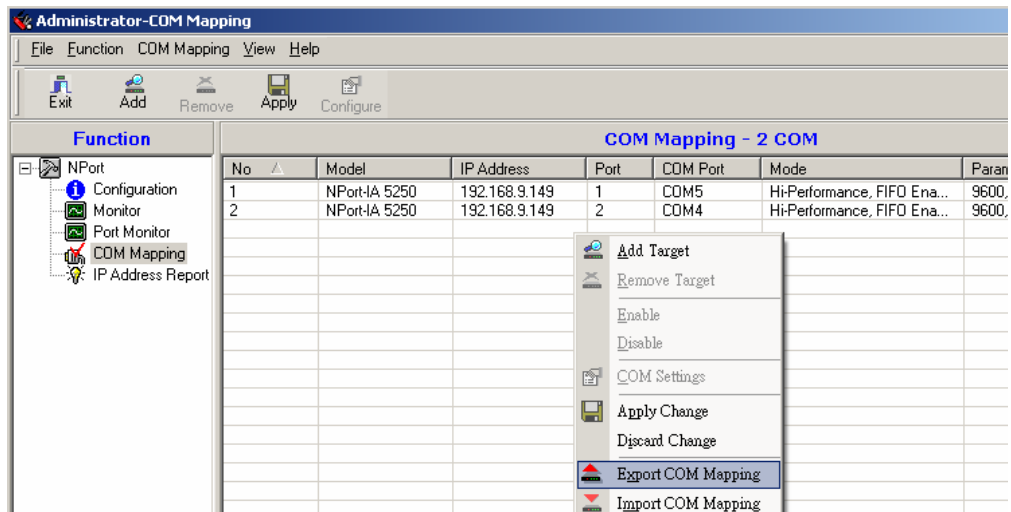 Administrator-COM Mapping
File Function COM Mapping View Help
Exit Add Remove Apply Configure
Function
COM Mapping - 2 COM
NPort
Configuration
Monitor
Port Monitor
COM Mapping
IP Address Report
No Model IP Address Port COM Port Mode Param
1 NPort-IA 5250 192.168.9.149 1 COM5 Hi-Performance, FIFO Ena... 9600,
2 NPort-IA 5250 192.168.9.149 2 COM4 Hi-Performance, FIFO Ena... 9600,
Add Target
Remove Target
Enable
Disable
COM Settings
Apply Change
Discard Change
Export COM Mapping
Import COM Mapping